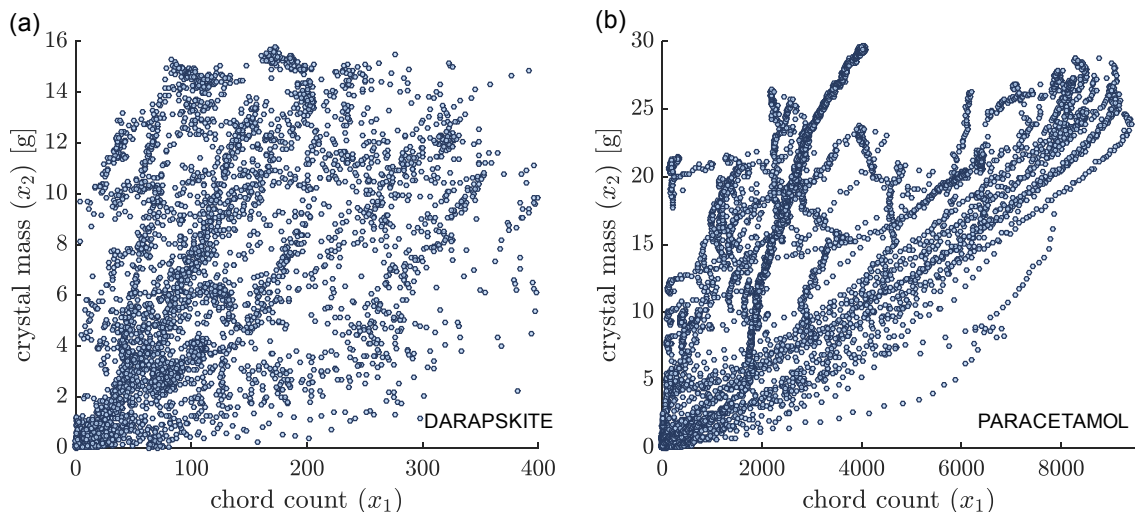 (a)
16
14
12
10
8
6
4
2
0
crystal mass (x₂) [g]
DARAPSKITE
0 100 200 300 400
chord count (x₁)
(b)
30
25
20
15
10
5
0
crystal mass (x₂) [g]
PARACETAMOL
0 2000 4000 6000 8000
chord count (x₁)